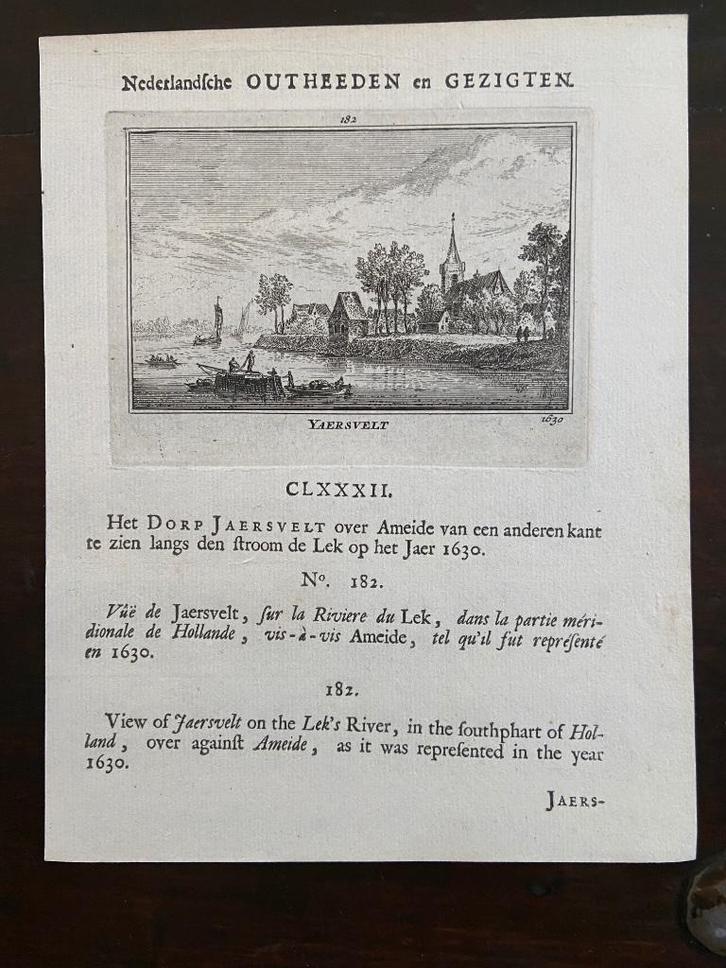 Nederlandſche OUTHEEDEN en GEZIGTEN.
182
YAERSVELT
1630
CLXXXII.
Het DORP JAERSVELT over Ameide van een anderen kant
te zien langs den ſtroom de Lek op het Jaer 1630.
Nº. 182.
Vûë de Jaersvelt, ſur la Riviere du Lek, dans la partie méri-
dionale de Hollande, vis-à-vis Ameide, tel qu'il fut repréſenté
en 1630.
182.
View of Jaersvelt on the Lek's River, in the ſouthphart of Hol-
land, over againſt Ameide, as it was repreſented in the year
1630.
JAERS-